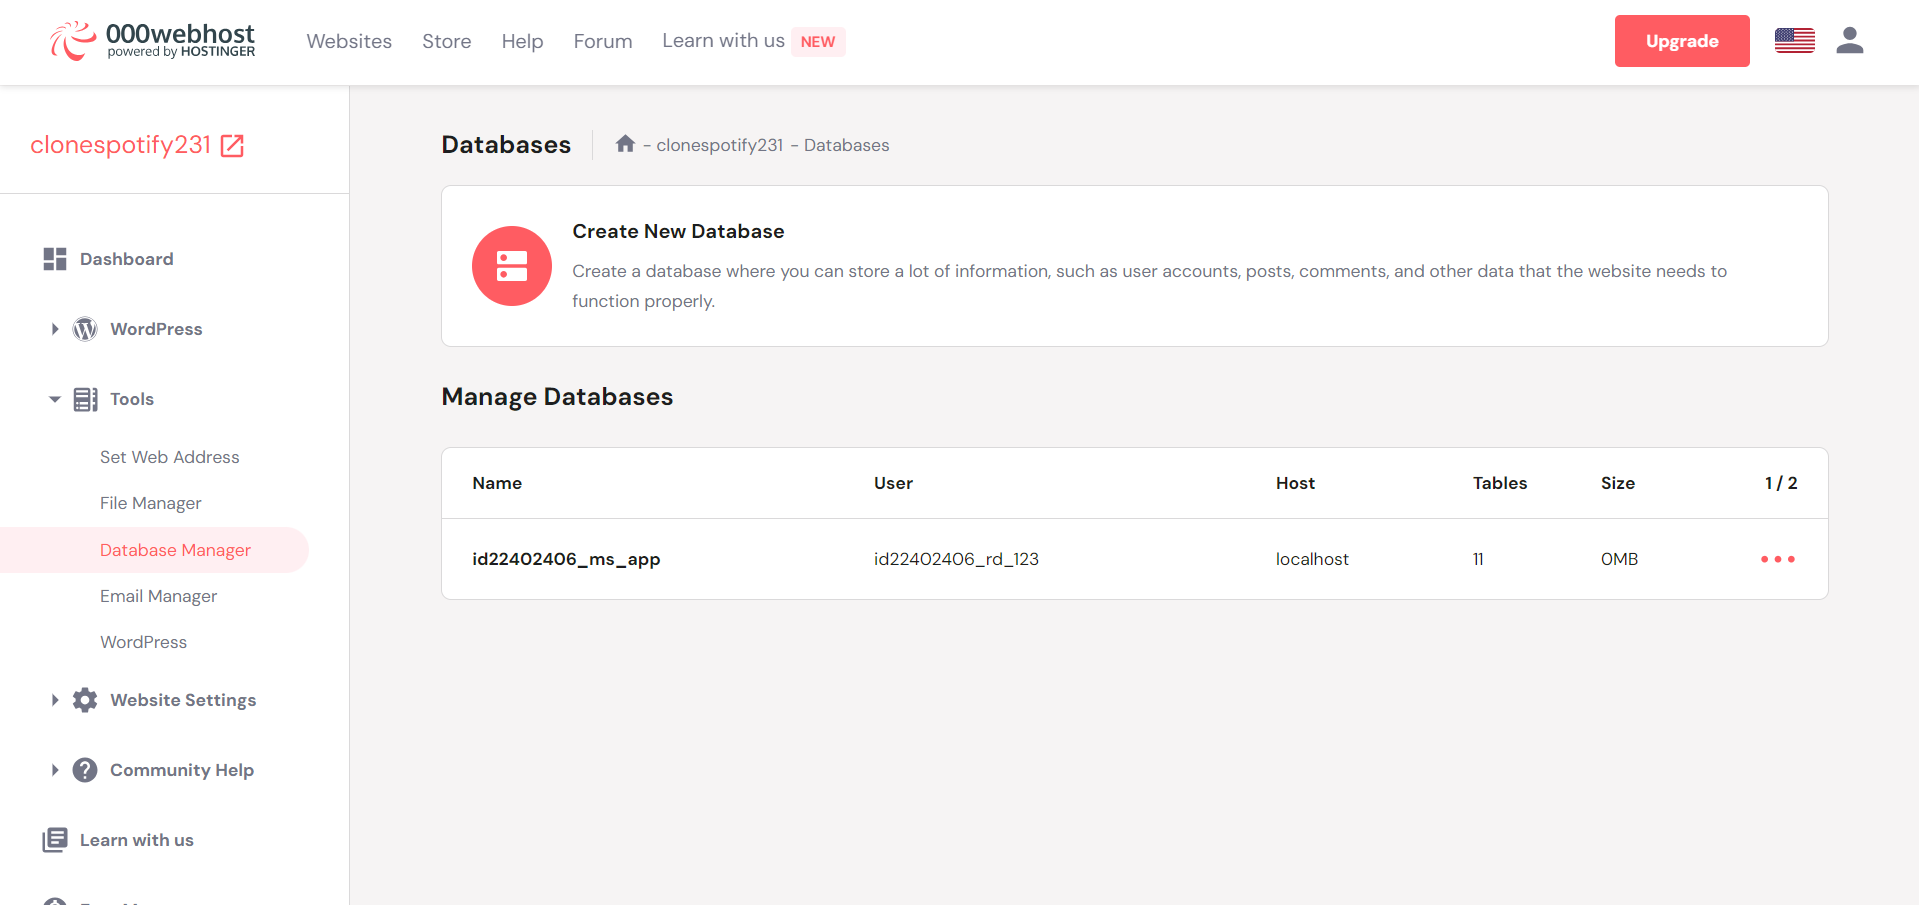 000webhost
powered by HOSTINGER
Websites
Store
Help
Forum
Learn with us NEW
Upgrade
clonespotify231
Dashboard
WordPress
Tools
Set Web Address
File Manager
Database Manager
Email Manager
WordPress
Website Settings
Community Help
Learn with us
Databases
- clonespotify231 - Databases
Create New Database
Create a database where you can store a lot of information, such as user accounts, posts, comments, and other data that the website needs to
function properly.
Manage Databases
Name User Host Tables Size 1 / 2
id22402406_ms_app id22402406_rd_123 localhost 11 0MB